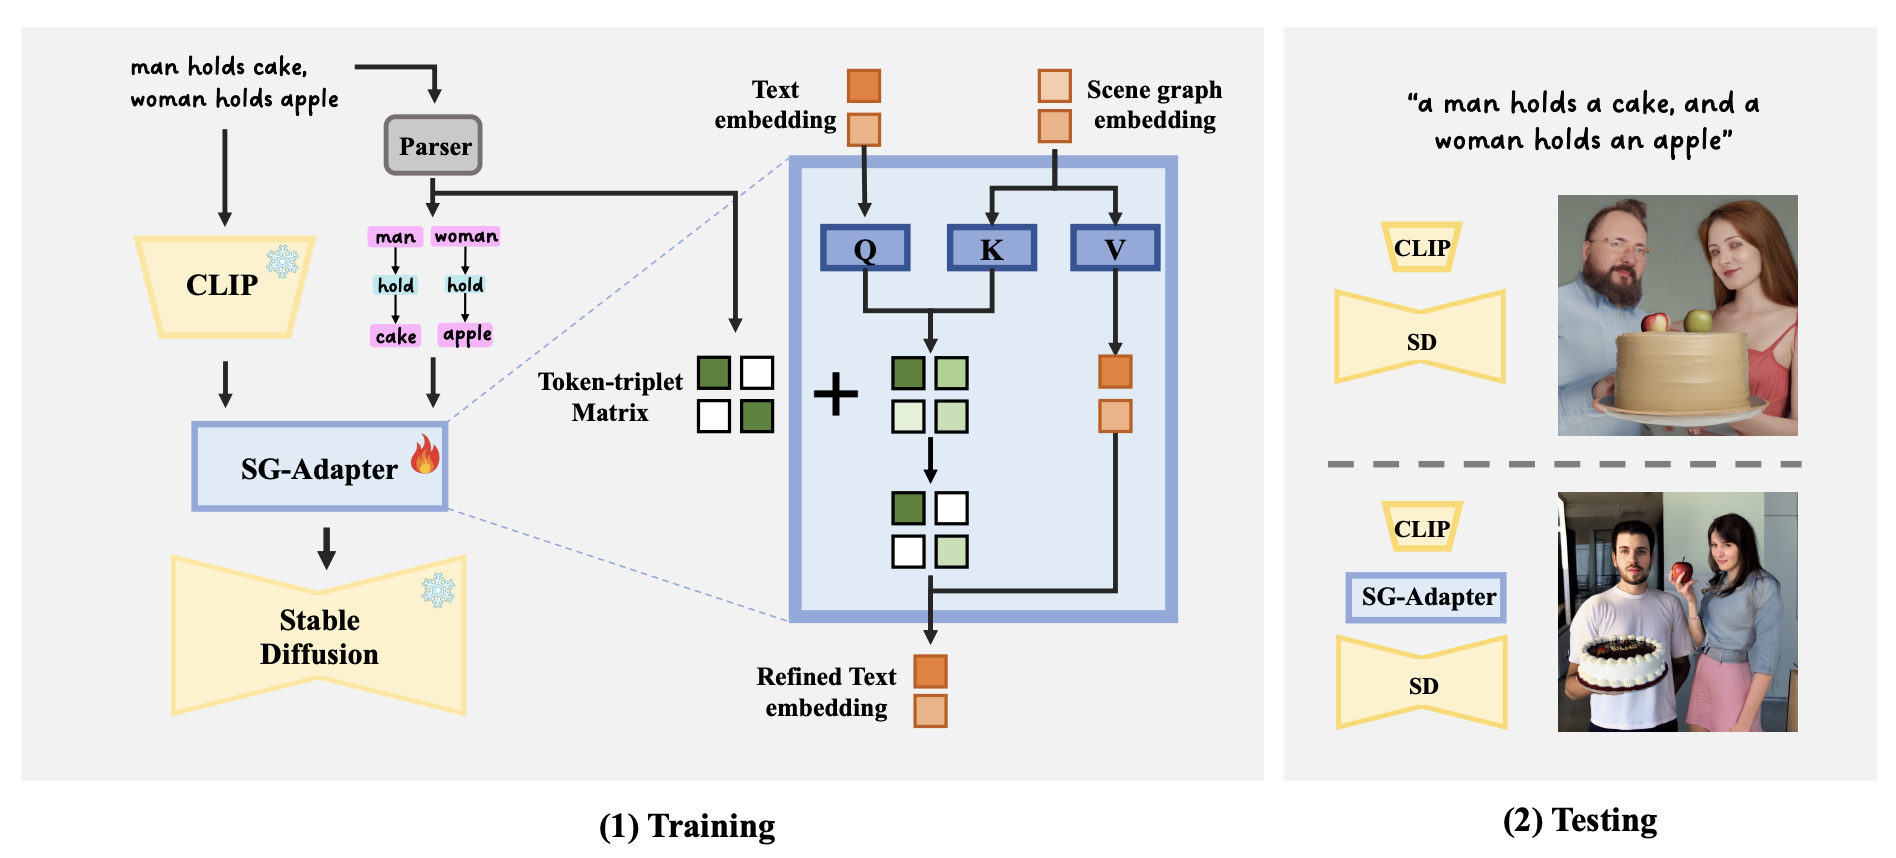 man holds cake,
woman holds apple
Parser
CLIP
man woman
hold hold
cake apple
SG-Adapter
Stable
Diffusion
Token-triplet
Matrix
Text
embedding
Scene graph
embedding
Q K V
+
Refined Text
embedding
(1) Training
“a man holds a cake, and a
woman holds an apple”
CLIP
SD
CLIP
SG-Adapter
SD
(2) Testing